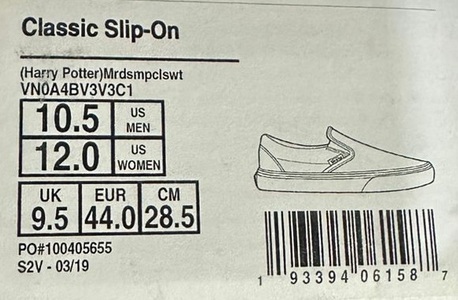 Classic Slip-On
(Harry Potter)Mrdsmpclswt
VN0A4BV3V3C1
10.5 US MEN
12.0 US WOMEN
UK EUR CM
9.5 44.0 28.5
PO#100405655
S2V - 03/19
1 93394 06158 7